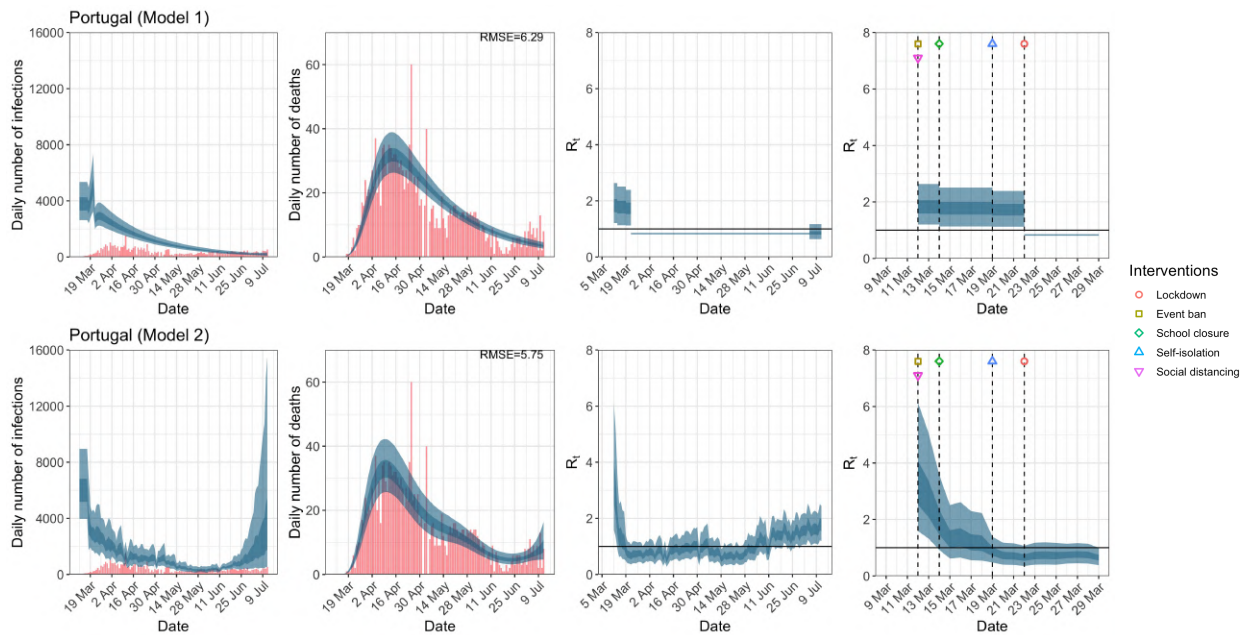 Portugal (Model 1)
Daily number of infections
16000
12000
8000
4000
0
19 Mar
2 Apr
16 Apr
30 Apr
14 May
28 May
11 Jun
25 Jun
9 Jul
Date
Daily number of deaths
RMSE=6.29
60
40
20
0
19 Mar
2 Apr
16 Apr
30 Apr
14 May
28 May
11 Jun
25 Jun
9 Jul
Date
Rt
8
6
4
2
0
5 Mar
19 Mar
2 Apr
16 Apr
30 Apr
14 May
28 May
11 Jun
25 Jun
9 Jul
Date
Rt
8
6
4
2
0
9 Mar
11 Mar
13 Mar
15 Mar
17 Mar
19 Mar
21 Mar
23 Mar
25 Mar
27 Mar
29 Mar
Date
Interventions
Lockdown
Event ban
School closure
Self-isolation
Social distancing
Portugal (Model 2)
Daily number of infections
16000
12000
8000
4000
0
19 Mar
2 Apr
16 Apr
30 Apr
14 May
28 May
11 Jun
25 Jun
9 Jul
Date
Daily number of deaths
RMSE=5.75
60
40
20
0
19 Mar
2 Apr
16 Apr
30 Apr
14 May
28 May
11 Jun
25 Jun
9 Jul
Date
Rt
8
6
4
2
0
5 Mar
19 Mar
2 Apr
16 Apr
30 Apr
14 May
28 May
11 Jun
25 Jun
9 Jul
Date
Rt
8
6
4
2
0
9 Mar
11 Mar
13 Mar
15 Mar
17 Mar
19 Mar
21 Mar
23 Mar
25 Mar
27 Mar
29 Mar
Date